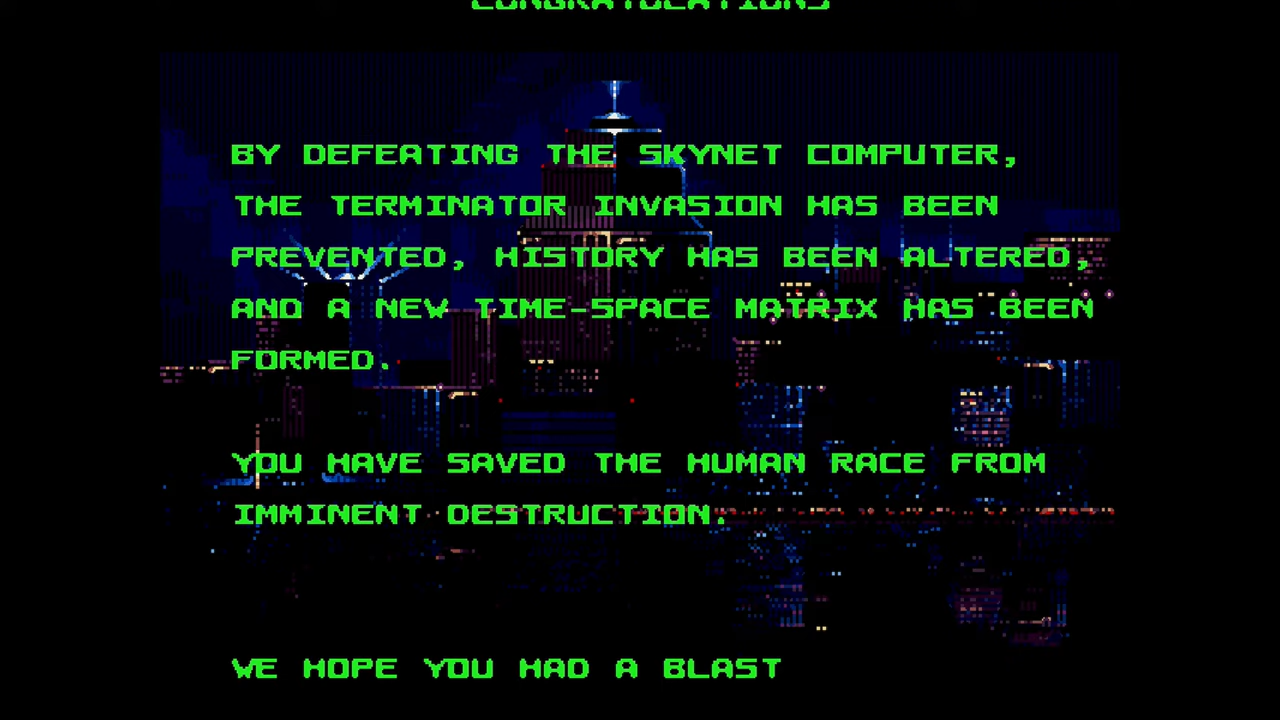 CONGRATULATIONS
BY DEFEATING THE SKYNET COMPUTER,
THE TERMINATOR INVASION HAS BEEN
PREVENTED, HISTORY HAS BEEN ALTERED,
AND A NEW TIME-SPACE MATRIX HAS BEEN
FORMED.
YOU HAVE SAVED THE HUMAN RACE FROM
IMMINENT DESTRUCTION.
WE HOPE YOU HAD A BLAST